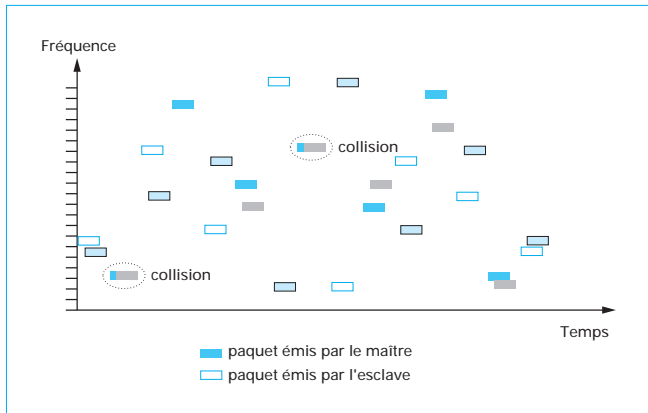 Fréquence
collision
collision
Temps
paquet émis par le maître
paquet émis par l'esclave